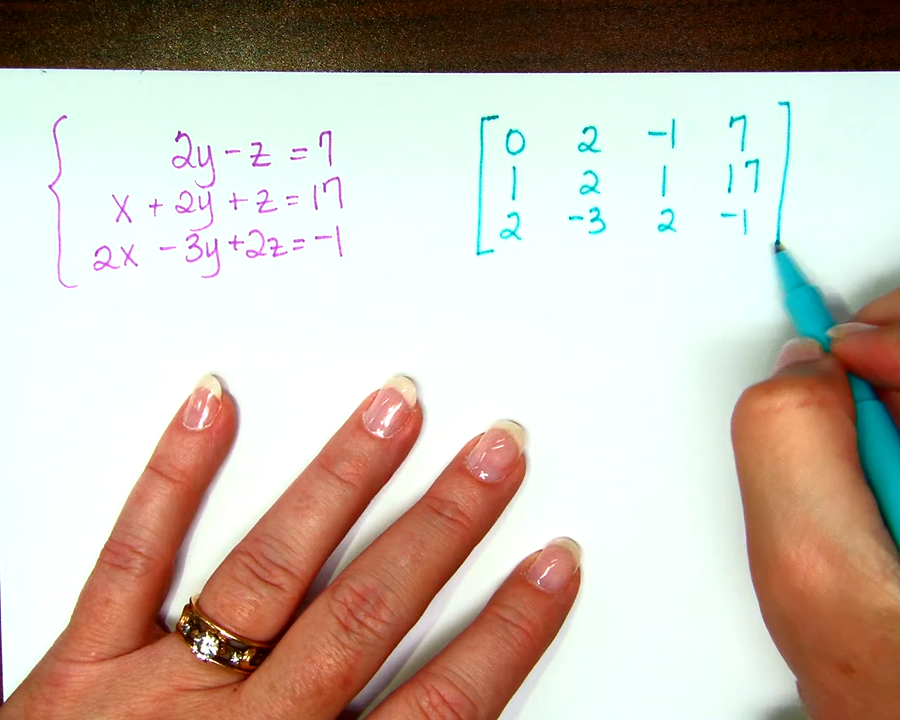 2y - z = 7
x + 2y + z = 17
2x - 3y + 2z = -1
0 2 -1 7
1 2 1 17
2 -3 2 -1